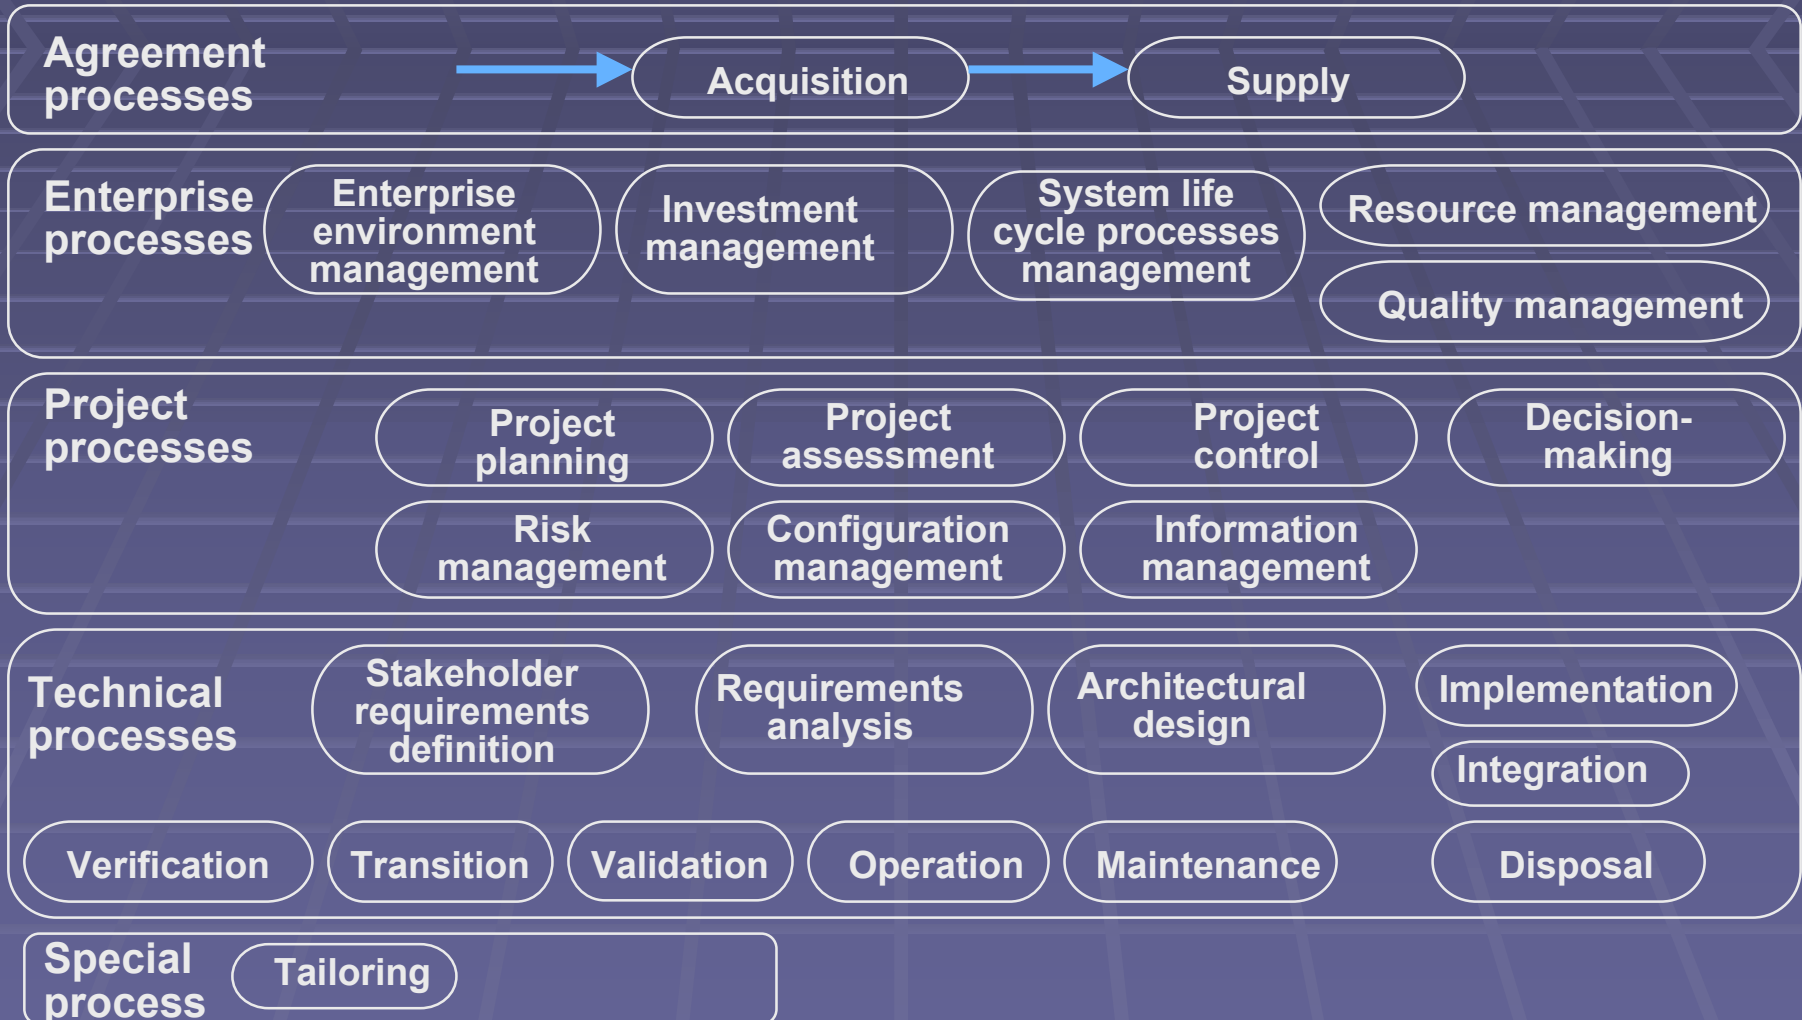 Agreement
processes
Acquisition
Supply
Enterprise
processes
Enterprise
environment
management
Investment
management
System life
cycle processes
management
Resource management
Quality management
Project
processes
Project
planning
Project
assessment
Project
control
Decision-
making
Risk
management
Configuration
management
Information
management
Technical
processes
Stakeholder
requirements
definition
Requirements
analysis
Architectural
design
Implementation
Integration
Verification
Transition
Validation
Operation
Maintenance
Disposal
Special
process
Tailoring